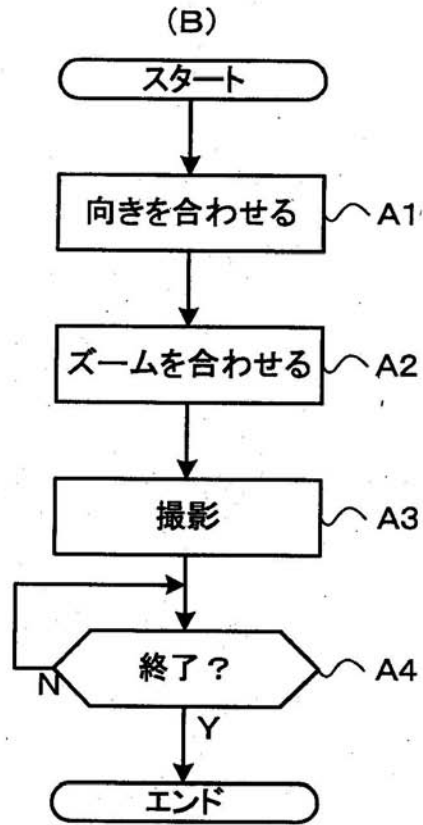 (B)
スタート
向きを合わせる A1
ズームを合わせる A2
撮影 A3
終了? A4
N
Y
エンド